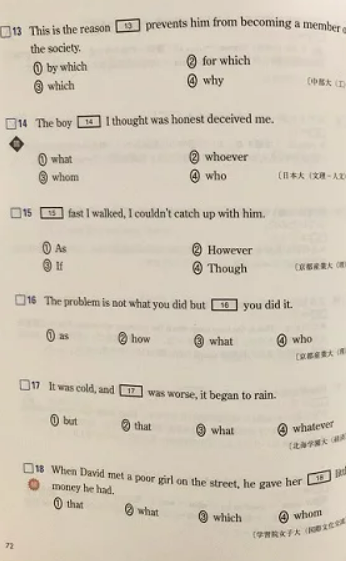 □13 This is the reason [13] prevents him from becoming a member
the society.
① by which ② for which
③ which ④ why 〔中部大〔工
□14 The boy [14] I thought was honest deceived me.
① what ② whoever
③ whom ④ who 〔日本大〔文理－人文
□15 [15] fast I walked, I couldn't catch up with him.
① As ② However
③ If ④ Though 〔京都産業大
□16 The problem is not what you did but [16] you did it.
① as ② how ③ what ④ who
〔京都産業大
□17 It was cold, and [17] was worse, it began to rain.
① but ② that ③ what ④ whatever
〔北海学園大
□18 When David met a poor girl on the street, he gave her [18]
money he had.
① that ② what ③ which ④ whom
〔学習院女子大〔国際文化交流
72